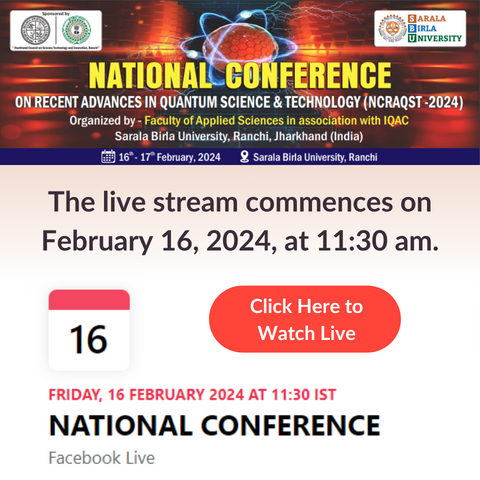 Sponsored by
"Jharkhand Council on Science Technology and Innovation, Ranchi"
SARALA
BIRLA
UNIVERSITY
NATIONAL CONFERENCE
ON RECENT ADVANCES IN QUANTUM SCIENCE & TECHNOLOGY (NCRAQST -2024)
Organized by - Faculty of Applied Sciences in association with IQAC
Sarala Birla University, Ranchi, Jharkhand (India)
16th - 17th February, 2024 Sarala Birla University, Ranchi
The live stream commences on
February 16, 2024, at 11:30 am.
16
Click Here to
Watch Live
FRIDAY, 16 FEBRUARY 2024 AT 11:30 IST
NATIONAL CONFERENCE
Facebook Live